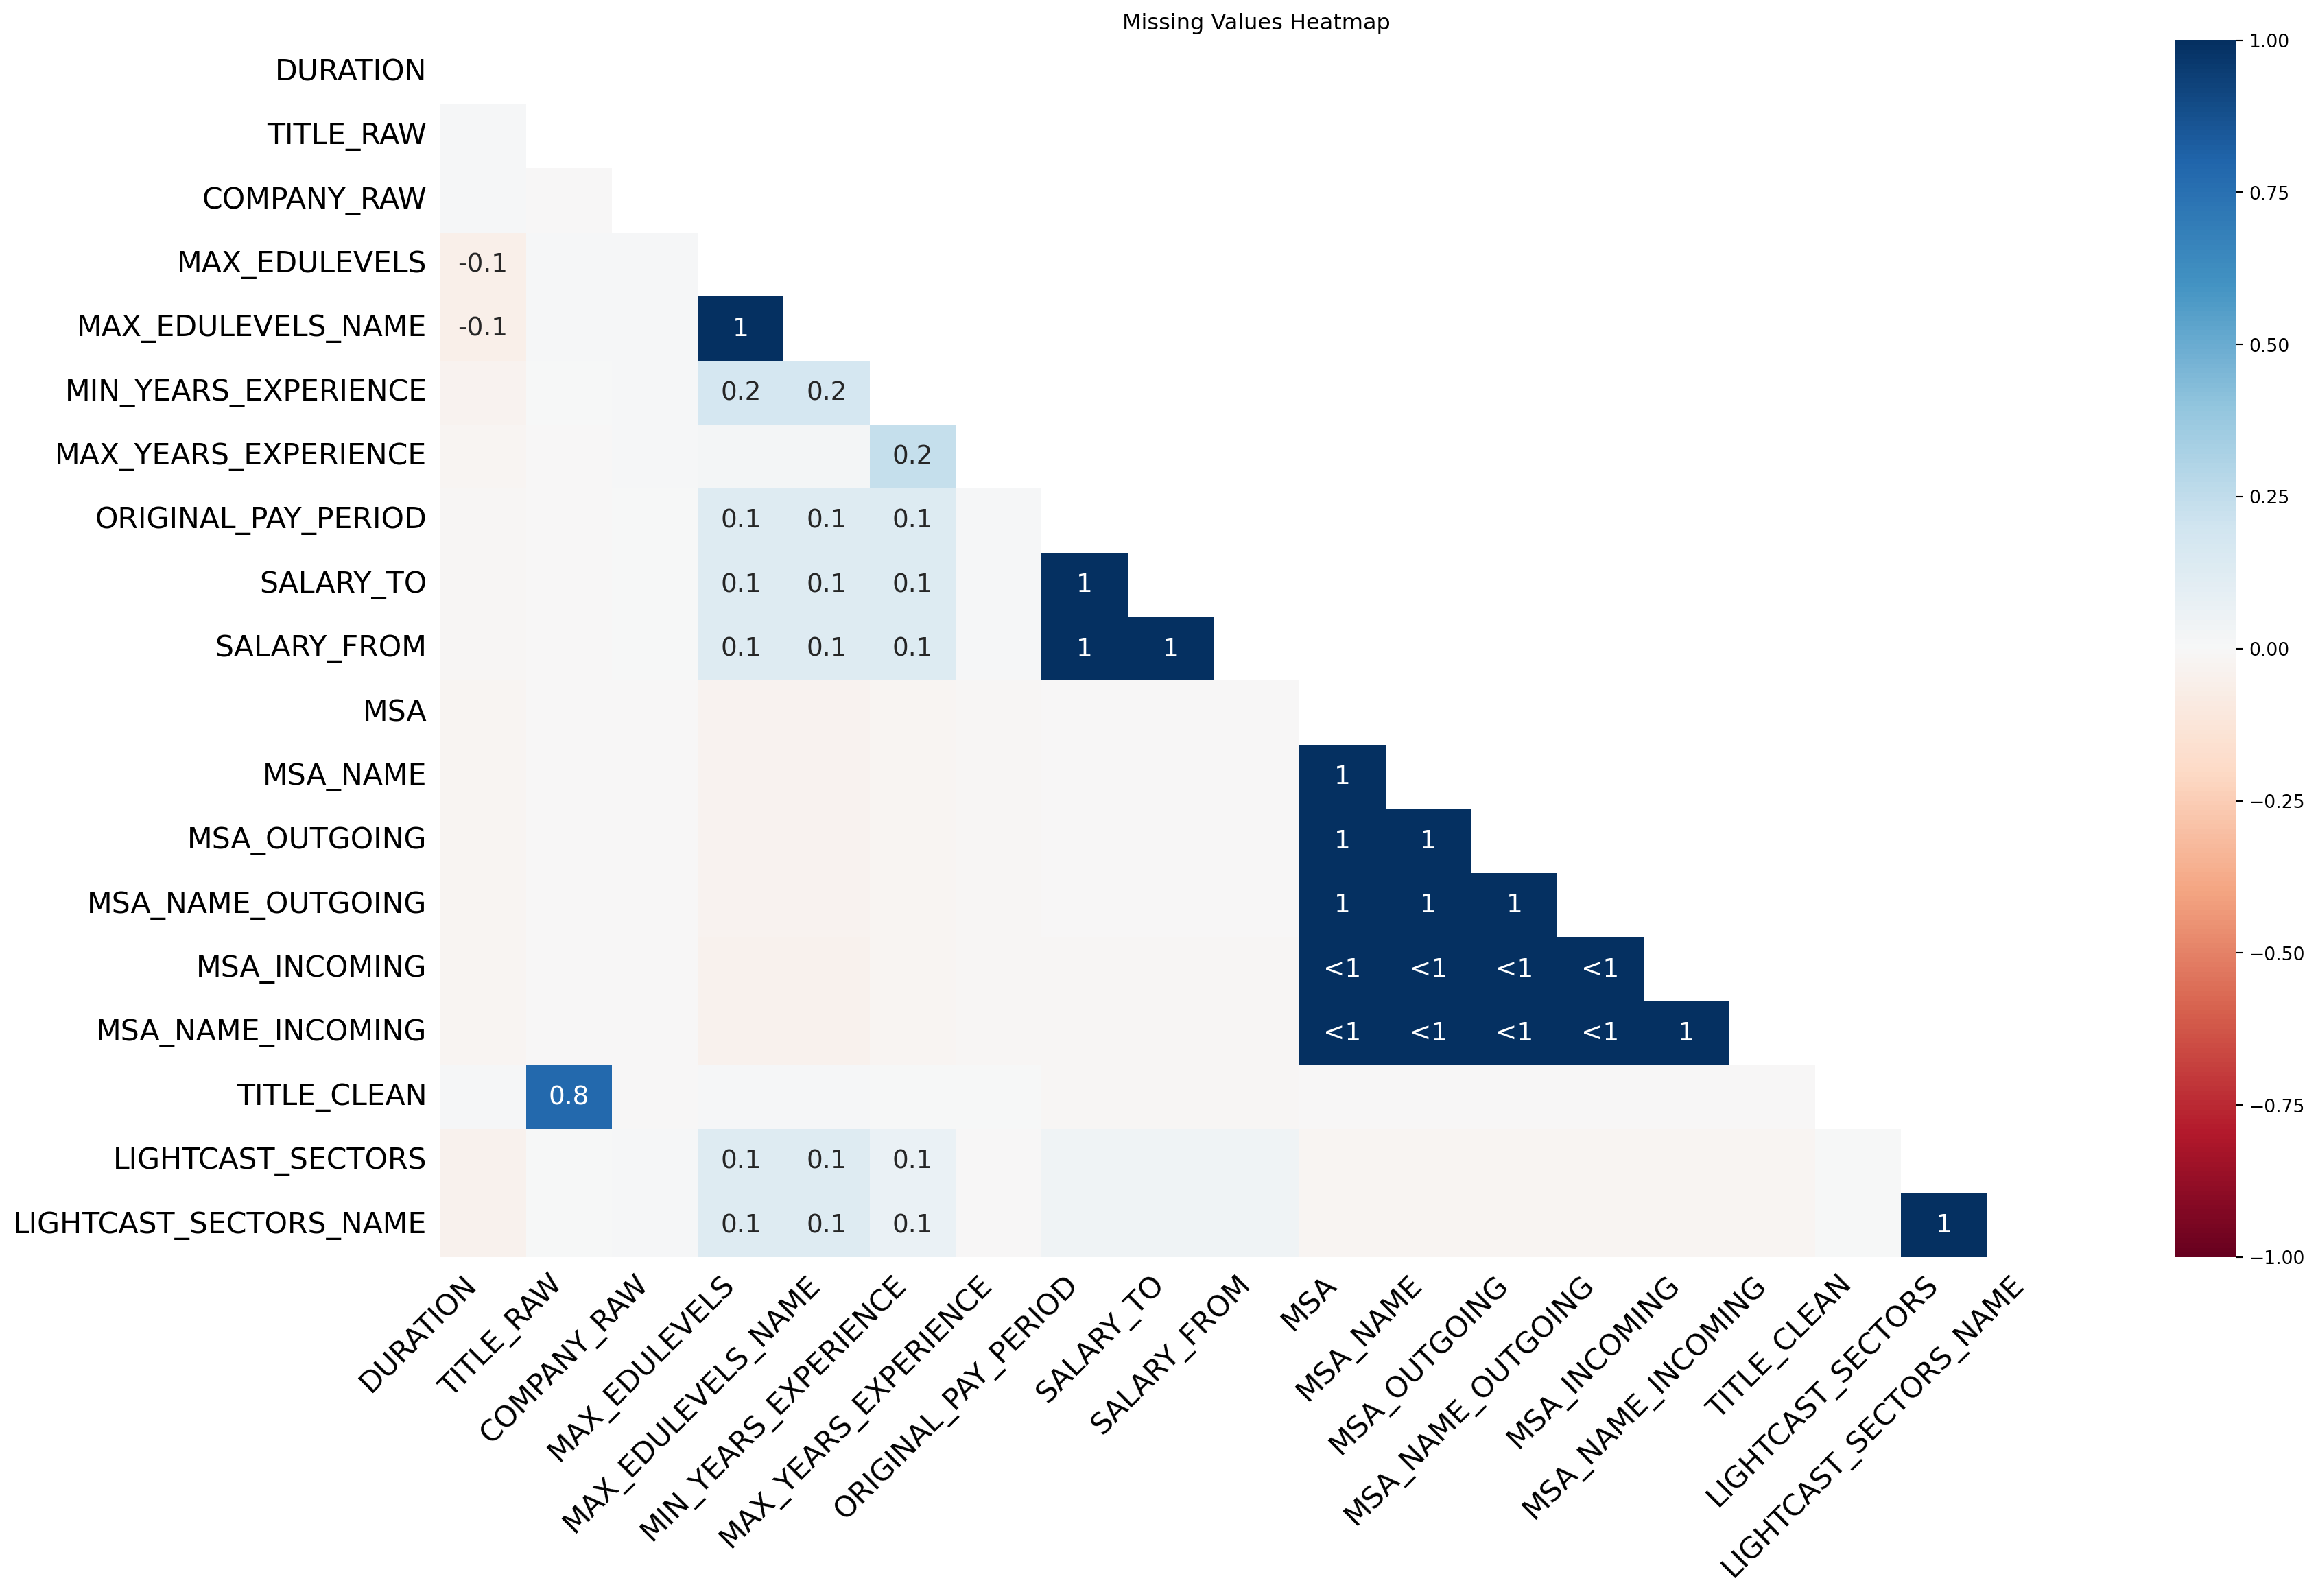 Missing Values Heatmap
DURATION
TITLE_RAW
COMPANY_RAW
MAX_EDULEVELS
-0.1
MAX_EDULEVELS_NAME
-0.1 1
MIN_YEARS_EXPERIENCE
0.2 0.2
MAX_YEARS_EXPERIENCE
0.2
ORIGINAL_PAY_PERIOD
0.1 0.1 0.1
SALARY_TO
0.1 0.1 0.1 1
SALARY_FROM
0.1 0.1 0.1 1 1
MSA
MSA_NAME
1
MSA_OUTGOING
1 1
MSA_NAME_OUTGOING
1 1 1
MSA_INCOMING
<1 <1 <1 <1
MSA_NAME_INCOMING
<1 <1 <1 <1 1
TITLE_CLEAN
0.8
LIGHTCAST_SECTORS
0.1 0.1 0.1
LIGHTCAST_SECTORS_NAME
0.1 0.1 0.1 1
DURATION
TITLE_RAW
COMPANY_RAW
MAX_EDULEVELS
MAX_EDULEVELS_NAME
MIN_YEARS_EXPERIENCE
MAX_YEARS_EXPERIENCE
ORIGINAL_PAY_PERIOD
SALARY_TO
SALARY_FROM
MSA
MSA_NAME
MSA_OUTGOING
MSA_NAME_OUTGOING
MSA_INCOMING
MSA_NAME_INCOMING
TITLE_CLEAN
LIGHTCAST_SECTORS
LIGHTCAST_SECTORS_NAME
1.00
0.75
0.50
0.25
0.00
−0.25
−0.50
−0.75
−1.00